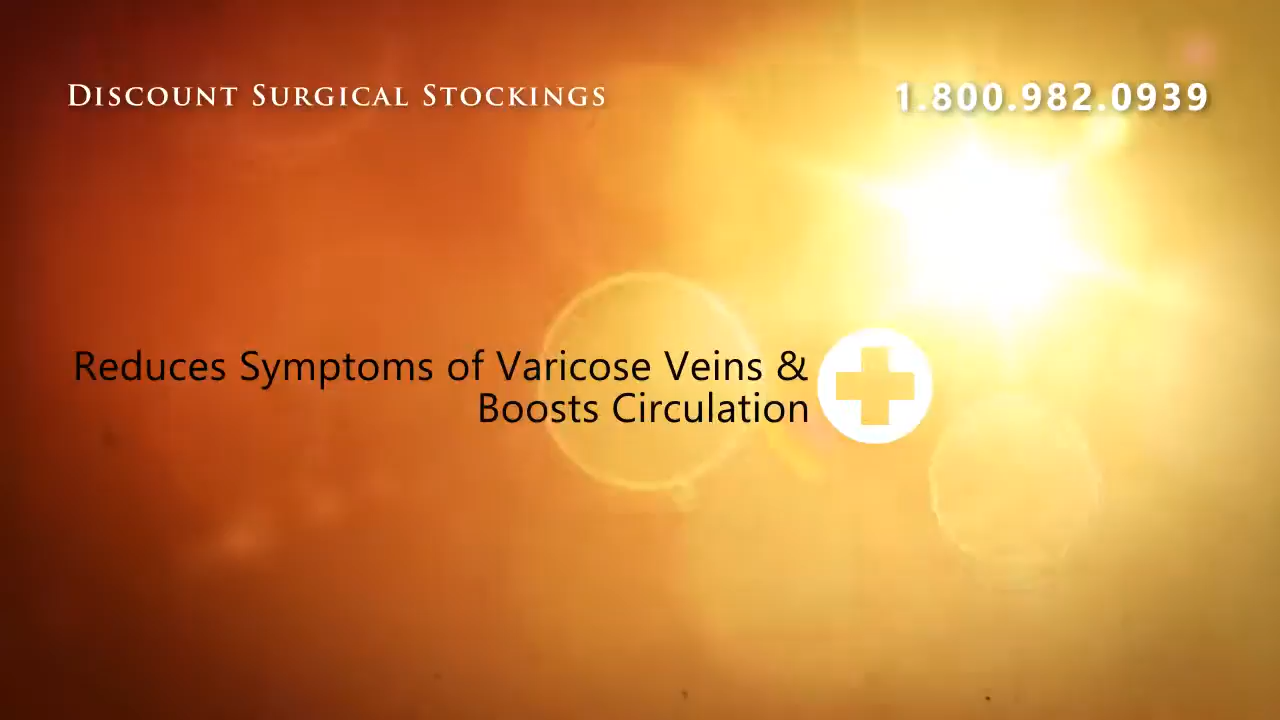 Discount Surgical Stockings
1.800.982.0939
Reduces Symptoms of Varicose Veins &
Boosts Circulation